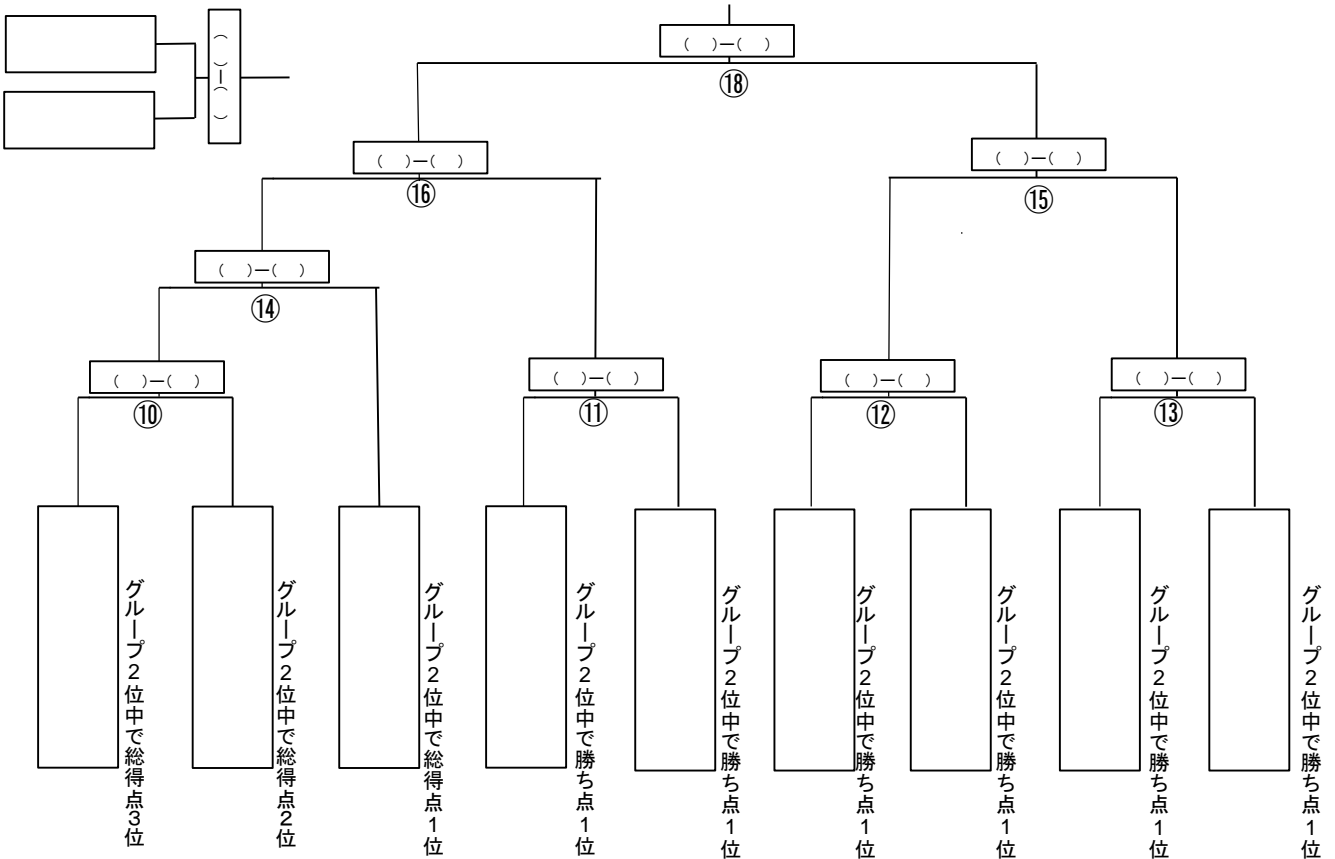 ( )ー( )
( )ー( )
⑱
( )ー( )
⑯
( )ー( )
⑮
( )ー( )
⑭
( )ー( )
⑩
( )ー( )
⑪
( )ー( )
⑫
( )ー( )
⑬
グループ2位中で総得点3位
グループ2位中で総得点2位
グループ2位中で総得点1位
グループ2位中で勝ち点1位
グループ2位中で勝ち点1位
グループ2位中で勝ち点1位
グループ2位中で勝ち点1位
グループ2位中で勝ち点1位
グループ2位中で勝ち点1位